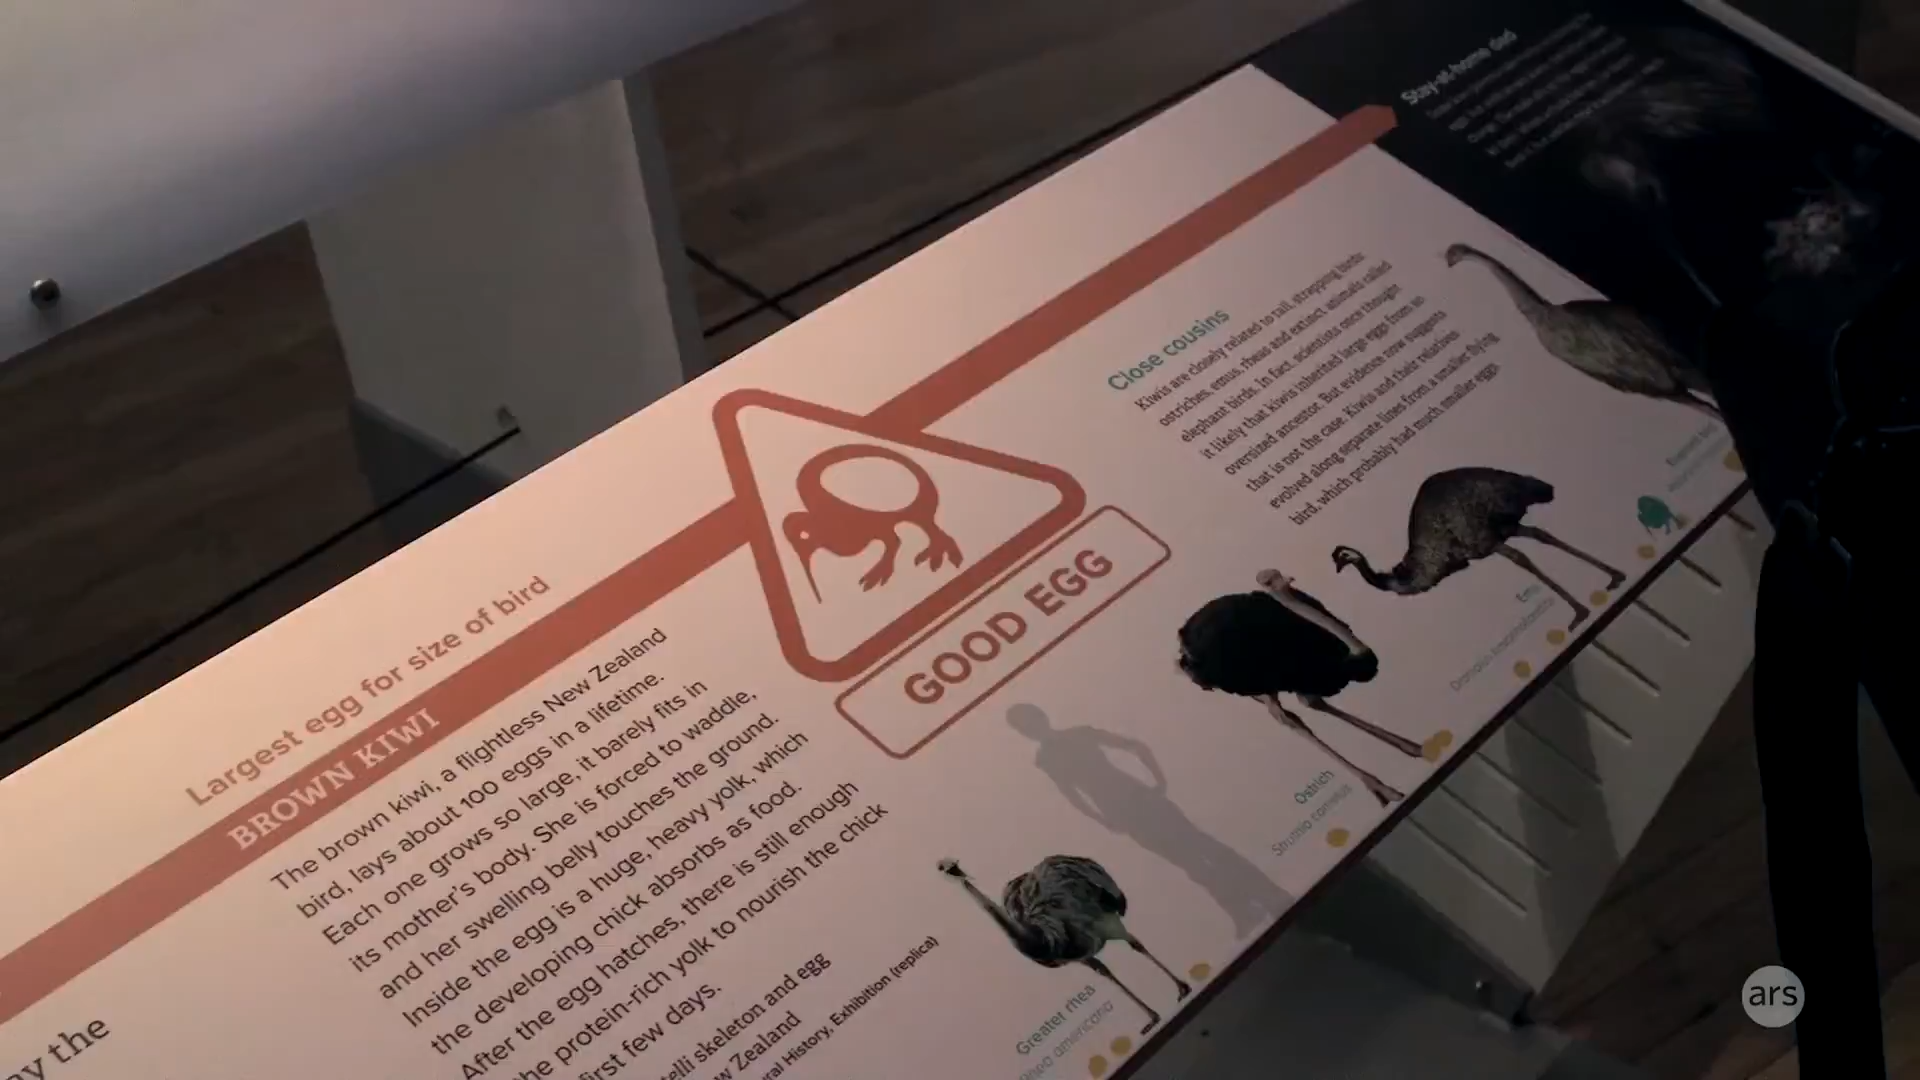 Largest egg for size of bird
BROWN KIWI
The brown kiwi, a flightless New Zealand
bird, lays about 100 eggs in a lifetime.
Each one grows so large, it barely fits in
its mother's body. She is forced to waddle,
and her swelling belly touches the ground.
Inside the egg is a huge, heavy yolk, which
the developing chick absorbs as food.
After the egg hatches, there is still enough
the protein-rich yolk to nourish the chick
first few days.
skeleton and egg
Zealand
History, Exhibition (replica)
the
GOOD EGG
Close cousins
Kiwis are closely related to tall, strapping birds:
ostriches, emus, rheas and extinct animals called
elephant birds. In fact, scientists once thought
it likely that kiwis inherited large eggs from an
oversized ancestor. But evidence now suggests
that is not the case. Kiwis and their relatives
evolved along separate lines from a smaller flying
bird, which probably had much smaller eggs.
Greater rhea
americana
Ostrich
Struthio camelus
Emu
Stay-at-home dad
ars